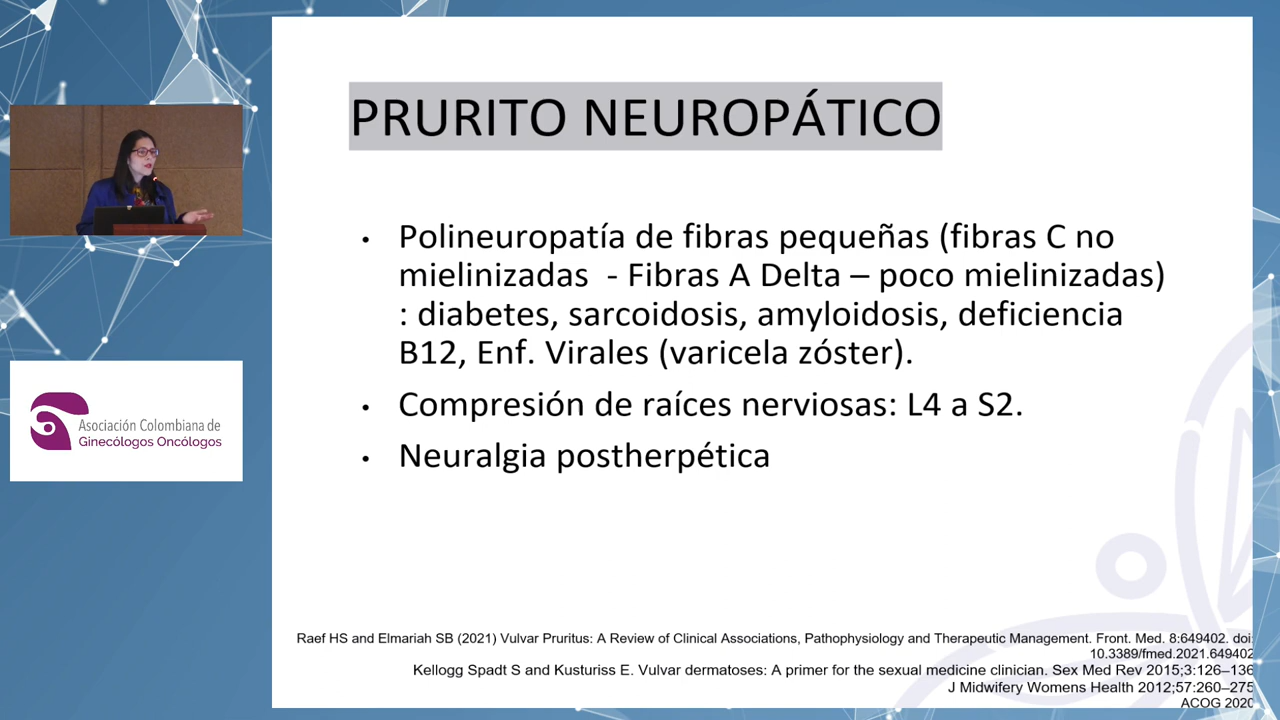 PRURITO NEUROPÁTICO
• Polineuropatía de fibras pequeñas (fibras C no
mielinizadas - Fibras A Delta – poco mielinizadas)
: diabetes, sarcoidosis, amyloidosis, deficiencia
B12, Enf. Virales (varicela zóster).
• Compresión de raíces nerviosas: L4 a S2.
• Neuralgia postherpética
Asociación Colombiana de
Ginecólogos Oncólogos
Raef HS and Elmariah SB (2021) Vulvar Pruritus: A Review of Clinical Associations, Pathophysiology and Therapeutic Management. Front. Med. 8:649402. doi:
10.3389/fmed.2021.649402
Kellogg Spadt S and Kusturiss E. Vulvar dermatoses: A primer for the sexual medicine clinician. Sex Med Rev 2015;3:126–136
J Midwifery Womens Health 2012;57:260–275
ACOG 2020